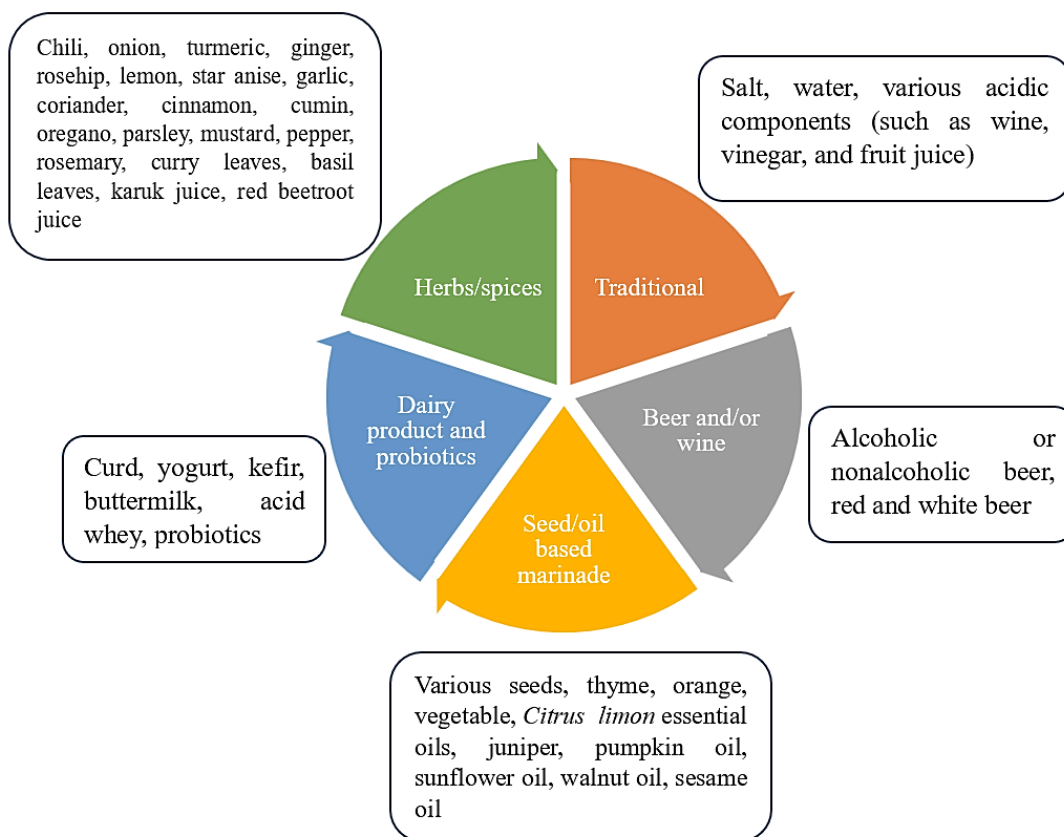 Chili, onion, turmeric, ginger,
rosehip, lemon, star anise, garlic,
coriander, cinnamon, cumin,
oregano, parsley, mustard, pepper,
rosemary, curry leaves, basil
leaves, karuk juice, red beetroot
juice
Salt, water, various acidic
components (such as wine,
vinegar, and fruit juice)
Herbs/spices
Traditional
Dairy
product and
probiotics
Beer and/or
wine
Seed/oil
based
marinade
Curd, yogurt, kefir,
buttermilk, acid
whey, probiotics
Alcoholic or
nonalcoholic beer,
red and white beer
Various seeds, thyme, orange,
vegetable, Citrus limon essential
oils, juniper, pumpkin oil,
sunflower oil, walnut oil, sesame
oil